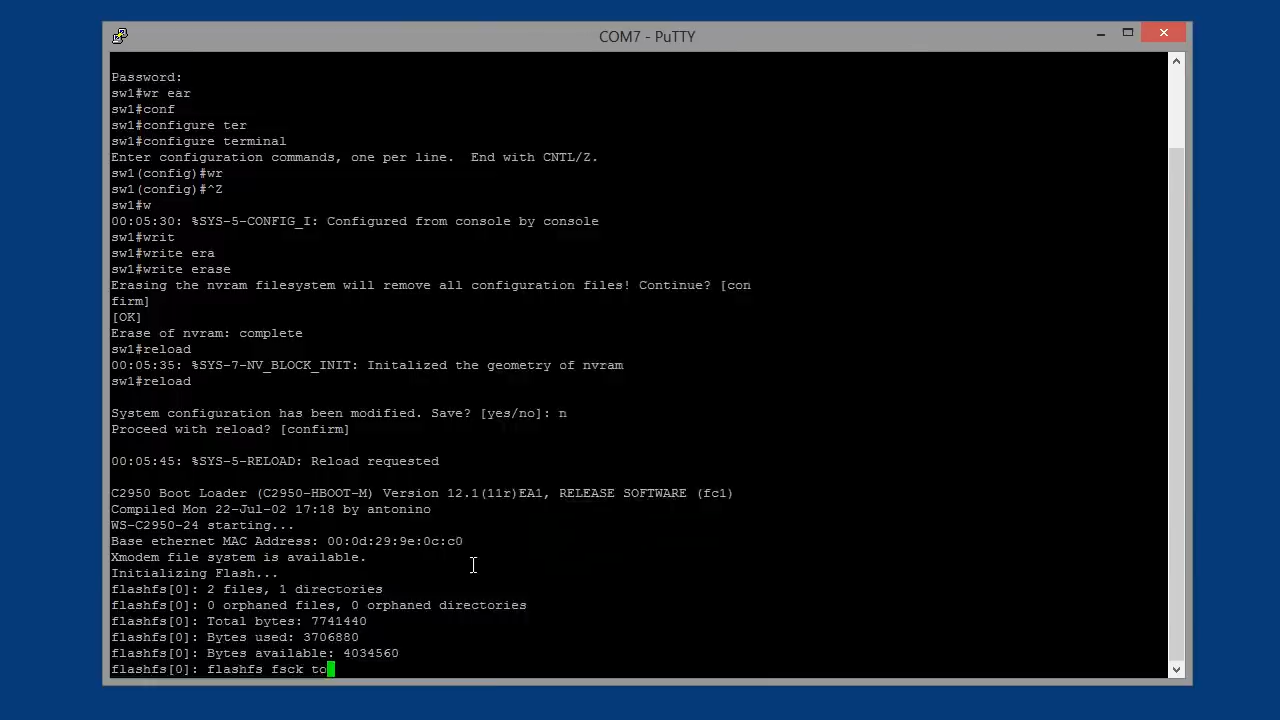 COM7 - PuTTY
Password:
sw1#wr ear
sw1#conf
sw1#configure ter
sw1#configure terminal
Enter configuration commands, one per line.  End with CNTL/Z.
sw1(config)#wr
sw1(config)#^Z
sw1#w
00:05:30: %SYS-5-CONFIG_I: Configured from console by console
sw1#writ
sw1#write era
sw1#write erase
Erasing the nvram filesystem will remove all configuration files! Continue? [con
firm]
[OK]
Erase of nvram: complete
sw1#reload
00:05:35: %SYS-7-NV_BLOCK_INIT: Initalized the geometry of nvram
sw1#reload
System configuration has been modified. Save? [yes/no]: n
Proceed with reload? [confirm]
00:05:45: %SYS-5-RELOAD: Reload requested
C2950 Boot Loader (C2950-HBOOT-M) Version 12.1(11r)EA1, RELEASE SOFTWARE (fc1)
Compiled Mon 22-Jul-02 17:18 by antonino
WS-C2950-24 starting...
Base ethernet MAC Address: 00:0d:29:9e:0c:c0
Xmodem file system is available.
Initializing Flash...
flashfs[0]: 2 files, 1 directories
flashfs[0]: 0 orphaned files, 0 orphaned directories
flashfs[0]: Total bytes: 7741440
flashfs[0]: Bytes used: 3706880
flashfs[0]: Bytes available: 4034560
flashfs[0]: flashfs fsck to